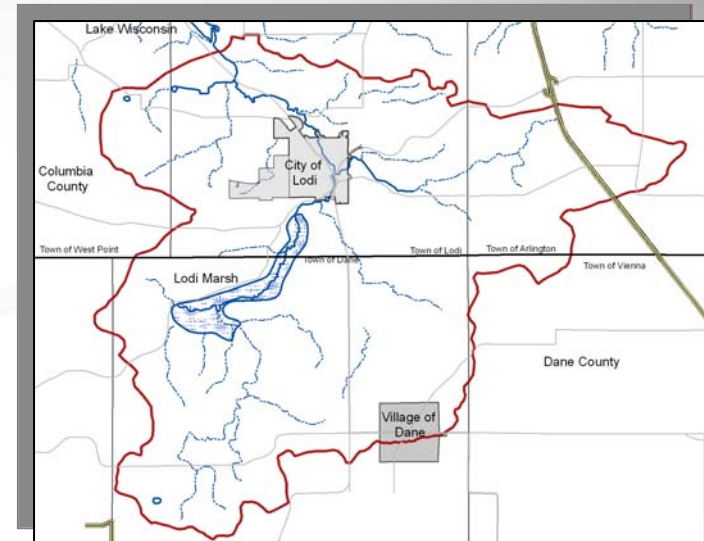 Lake Wisconsin
City of
Lodi
Columbia
County
Town of West Point
Town of Lodi
Town of Arlington
Town of Dane
Town of Vienna
Lodi Marsh
Dane County
Village of
Dane